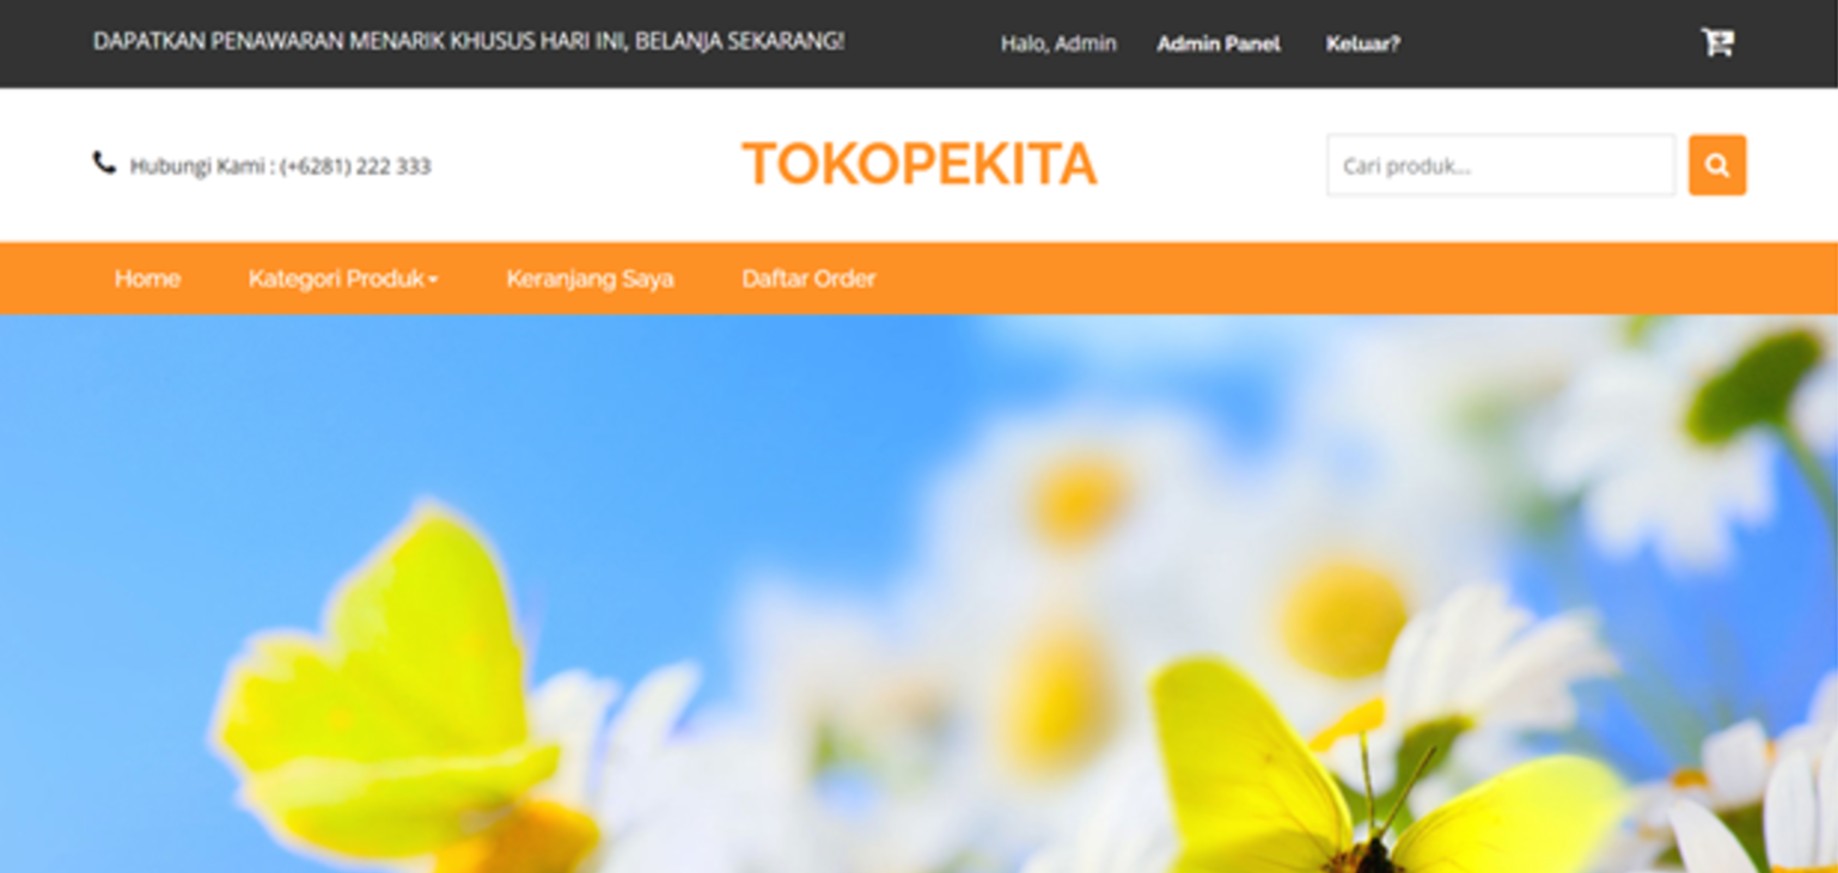 DAPATKAN PENAWARAN MENARIK KHUSUS HARI INI, BELANJA SEKARANG!
Halo, Admin
Admin Panel
Keluar?
Hubungi Kami : (+6281) 222 333
TOKOPEKITA
Cari produk...
Home
Kategori Produk
Keranjang Saya
Daftar Order